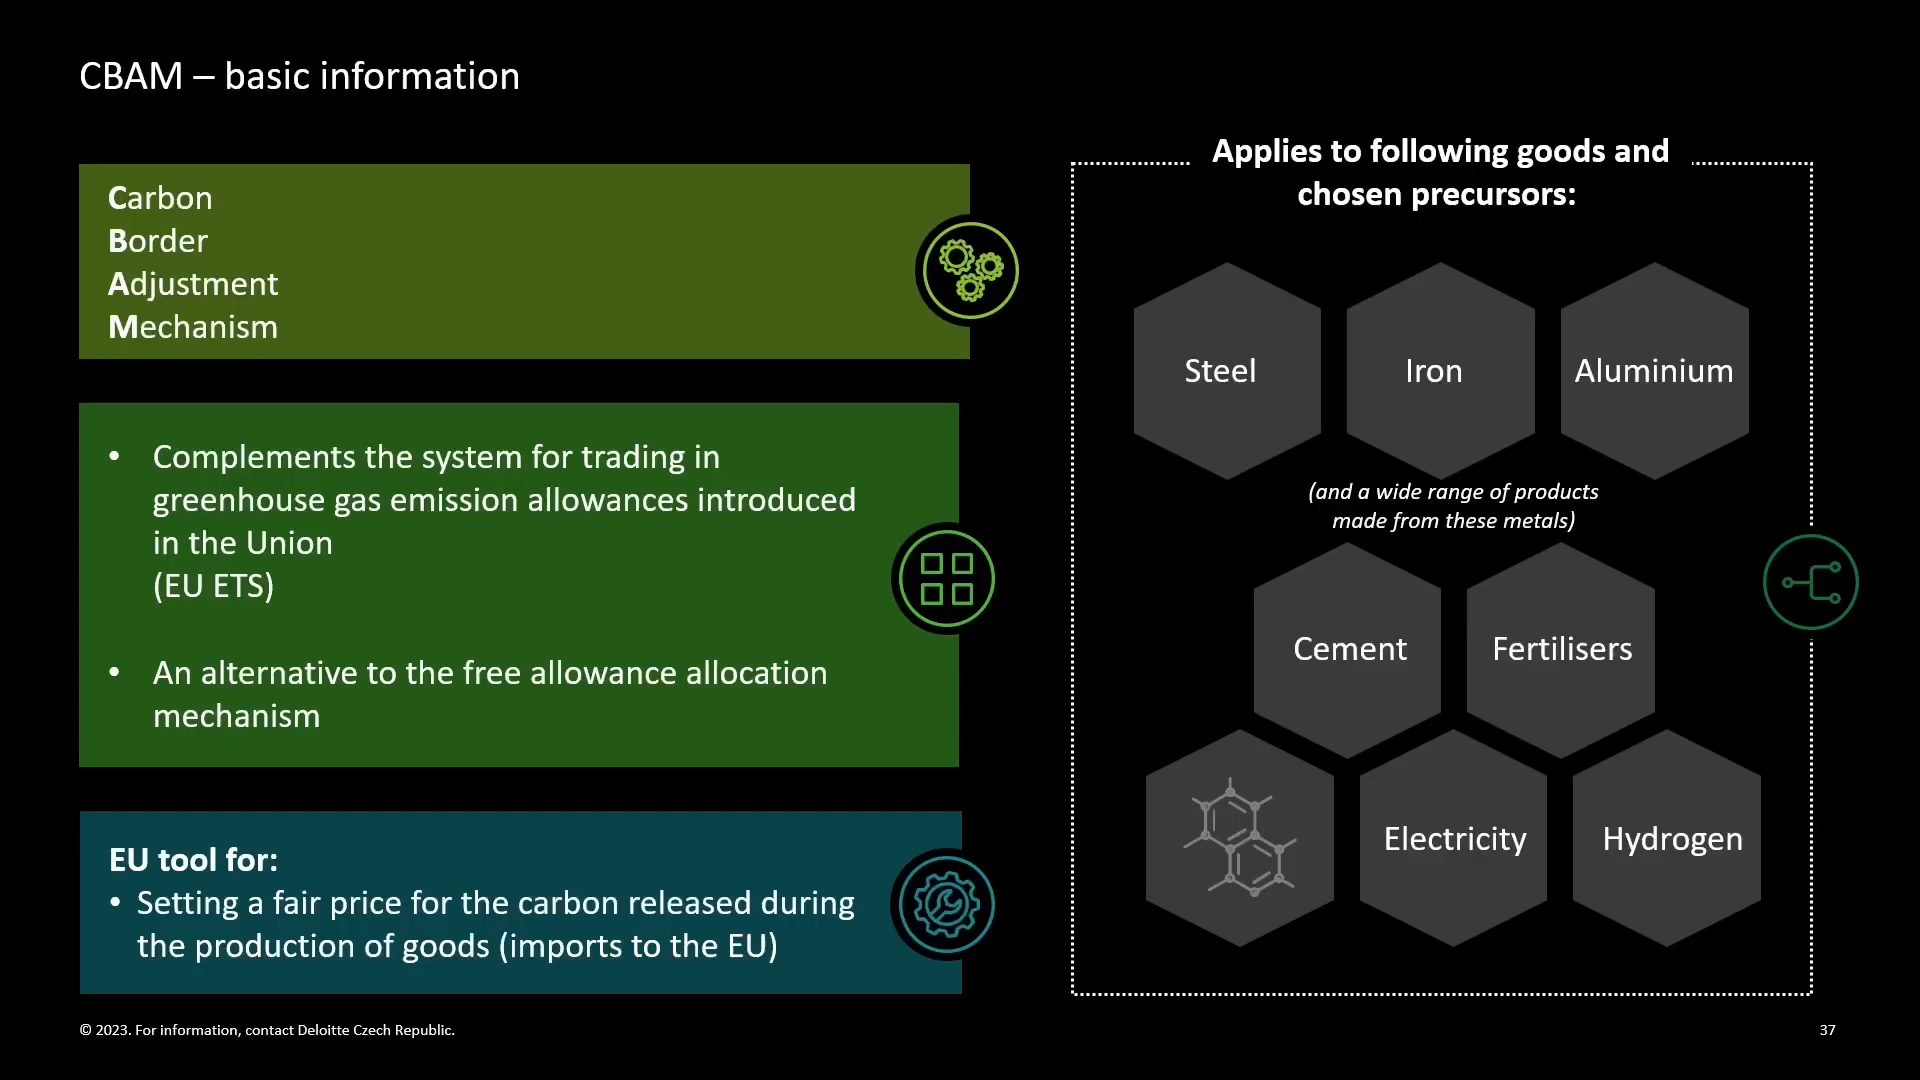 CBAM – basic information
Carbon
Border
Adjustment
Mechanism
• Complements the system for trading in
greenhouse gas emission allowances introduced
in the Union
(EU ETS)
• An alternative to the free allowance allocation
mechanism
EU tool for:
• Setting a fair price for the carbon released during
the production of goods (imports to the EU)
Applies to following goods and
chosen precursors:
Steel
Iron
Aluminium
(and a wide range of products
made from these metals)
Cement
Fertilisers
Electricity
Hydrogen
© 2023. For information, contact Deloitte Czech Republic.
37